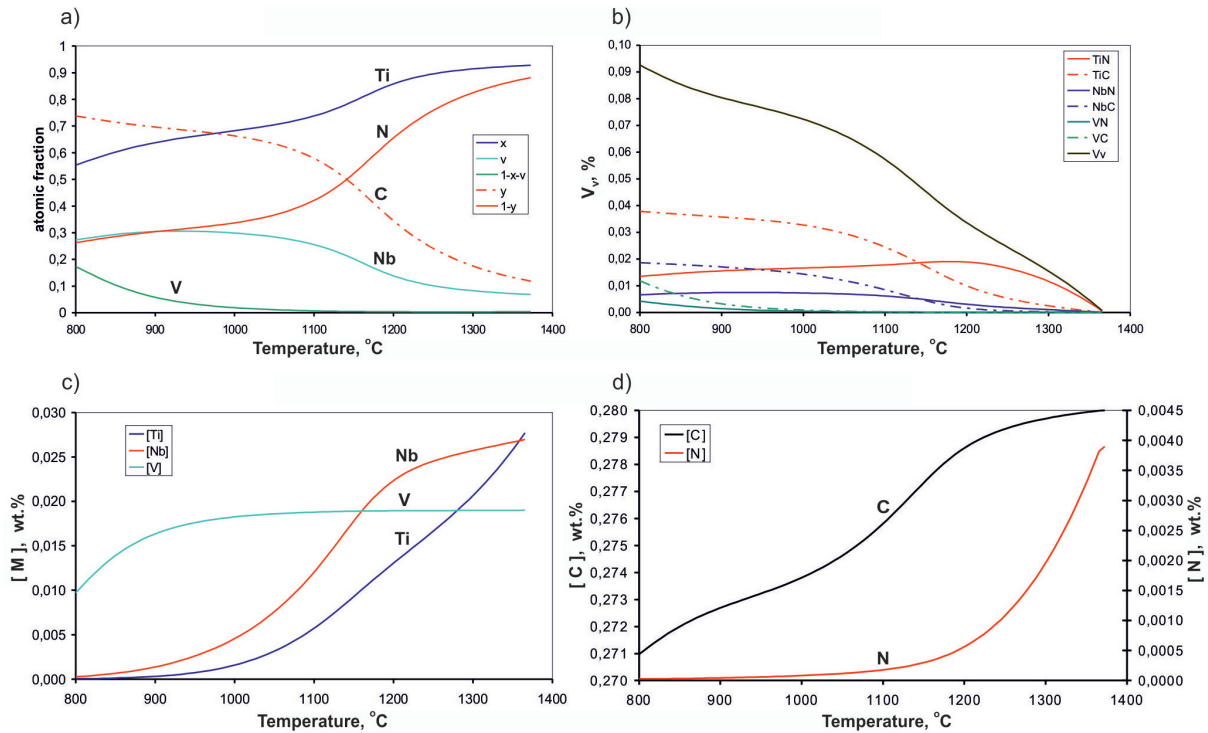 a)
atomic fraction
1
0,9
0,8
0,7
0,6
0,5
0,4
0,3
0,2
0,1
0
Ti
N
C
Nb
V
x
v
1-x-v
y
1-y
800 900 1000 1100 1200 1300 1400
Temperature, °C
b)
Vv, %
0,10
0,09
0,08
0,07
0,06
0,05
0,04
0,03
0,02
0,01
0,00
TiN
TiC
NbN
NbC
VN
VC
Vv
800 900 1000 1100 1200 1300 1400
Temperature, °C
c)
[ M ], wt.%
0,030
0,025
0,020
0,015
0,010
0,005
0,000
[Ti]
[Nb]
[V]
Nb
V
Ti
800 900 1000 1100 1200 1300 1400
Temperature, °C
d)
[ C ], wt.%
0,280
0,279
0,278
0,277
0,276
0,275
0,274
0,273
0,272
0,271
0,270
[C]
[N]
C
N
0,0045
0,0040
0,0035
0,0030
0,0025
0,0020
0,0015
0,0010
0,0005
0,0000
[ N ], wt.%
800 900 1000 1100 1200 1300 1400
Temperature, °C